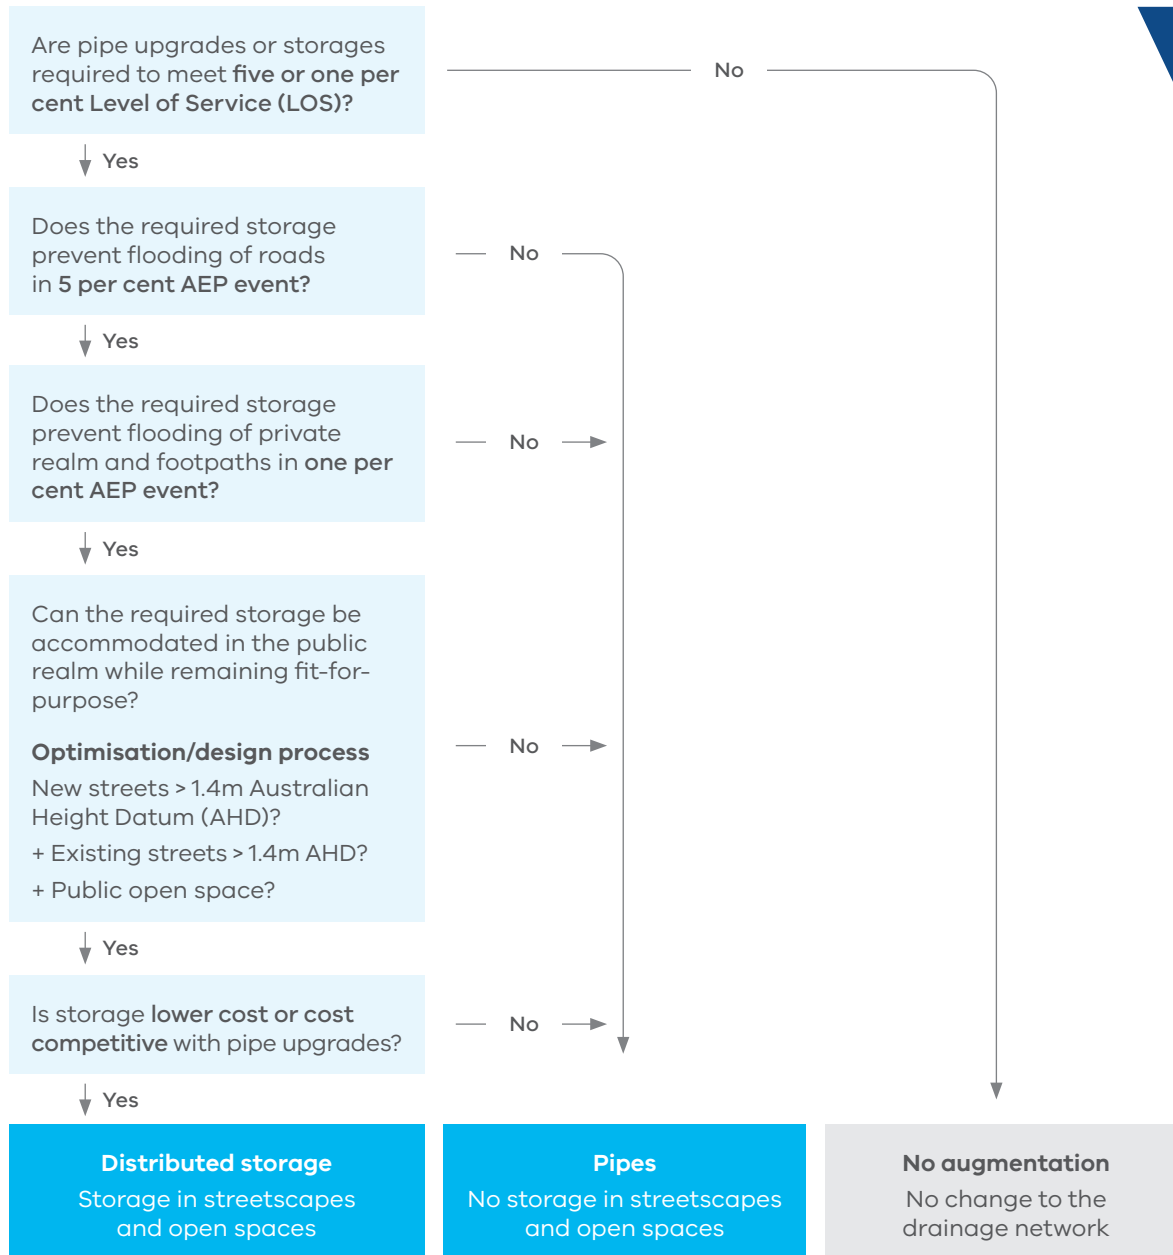 Are pipe upgrades or storages
required to meet five or one per
cent Level of Service (LOS)?
No
Yes
Does the required storage
prevent flooding of roads
in 5 per cent AEP event?
No
Yes
Does the required storage
prevent flooding of private
realm and footpaths in one per
cent AEP event?
No
Yes
Can the required storage be
accommodated in the public
realm while remaining fit-for-
purpose?
Optimisation/design process
New streets > 1.4m Australian
Height Datum (AHD)?
+ Existing streets > 1.4m AHD?
+ Public open space?
No
Yes
Is storage lower cost or cost
competitive with pipe upgrades?
No
Yes
Distributed storage
Storage in streetscapes
and open spaces
Pipes
No storage in streetscapes
and open spaces
No augmentation
No change to the
drainage network